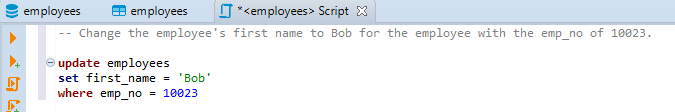 employees employees *<employees> Script
-- Change the employee's first name to Bob for the employee with the emp_no of 10023.
update employees
set first_name = 'Bob'
where emp_no = 10023